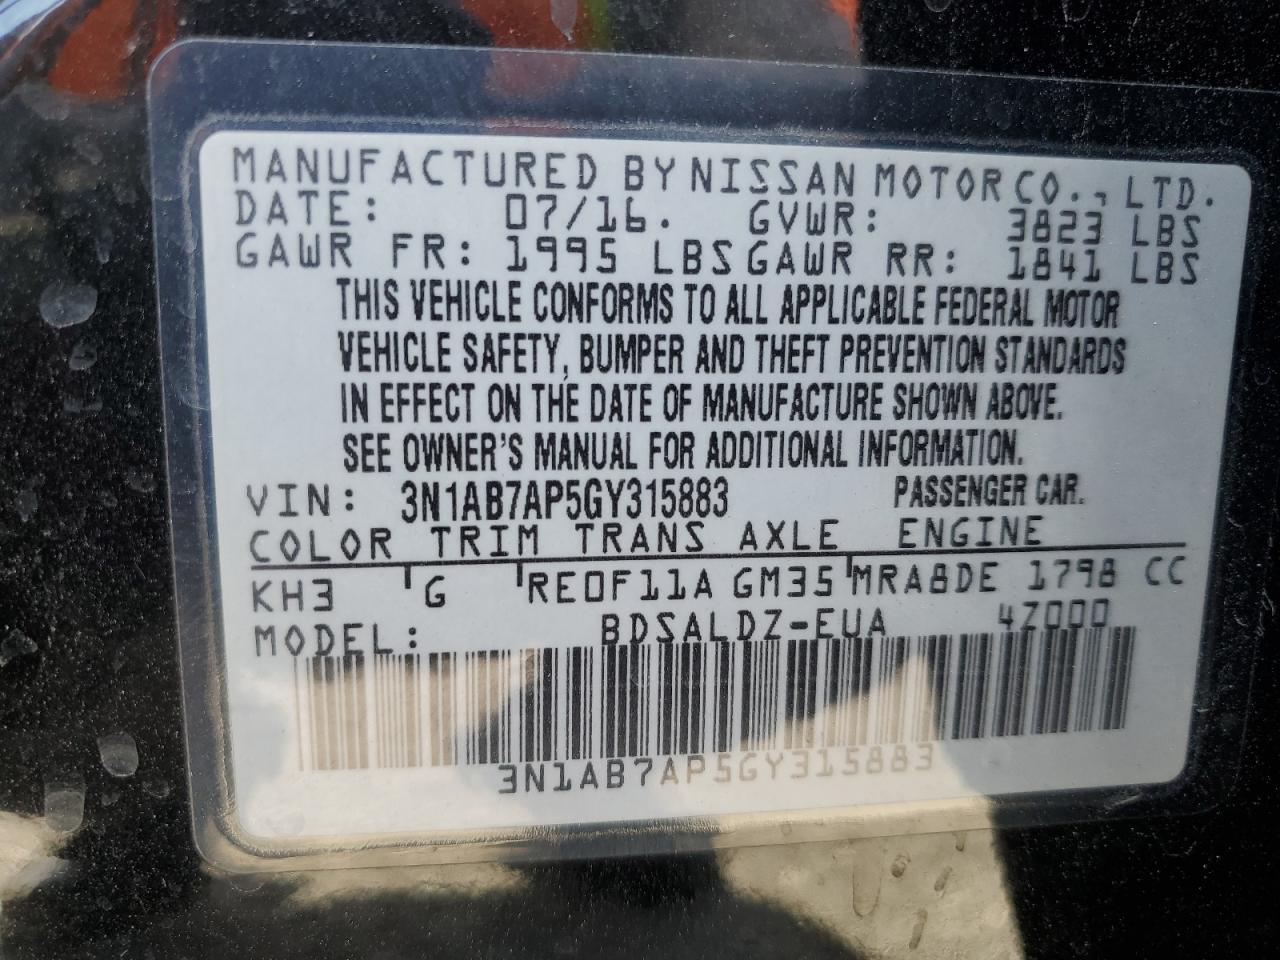 MANUFACTURED BY NISSAN MOTOR CO., LTD.
DATE: 07/16. GVWR: 3823 LBS
GAWR FR: 1995 LBS GAWR RR: 1841 LBS
THIS VEHICLE CONFORMS TO ALL APPLICABLE FEDERAL MOTOR
VEHICLE SAFETY, BUMPER AND THEFT PREVENTION STANDARDS
IN EFFECT ON THE DATE OF MANUFACTURE SHOWN ABOVE.
SEE OWNER'S MANUAL FOR ADDITIONAL INFORMATION.
VIN: 3N1AB7AP5GY315883 PASSENGER CAR.
COLOR TRIM TRANS AXLE ENGINE
KH3 G RE0F11A GM35 MRA8DE 1798 CC
MODEL: BDSALDZ-EUA 4Z000
3N1AB7AP5GY315883